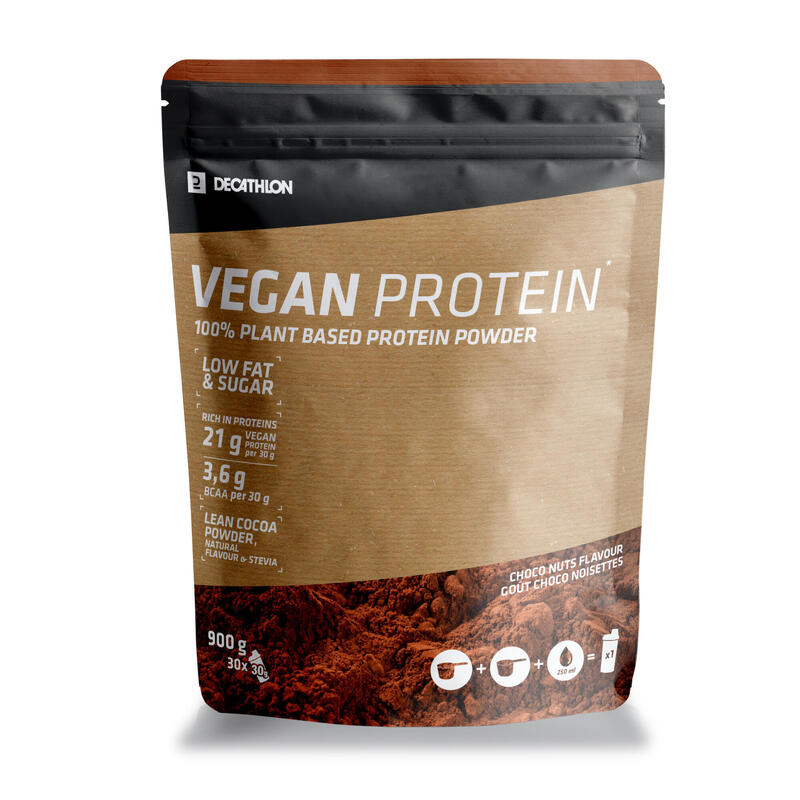 DECATHLON
VEGAN PROTEIN*
100% PLANT BASED PROTEIN POWDER
LOW FAT
& SUGAR
RICH IN PROTEINS
21 g VEGAN
PROTEIN
per 30 g
3,6 g
BCAA per 30 g
LEAN COCOA
POWDER,
NATURAL
FLAVOUR & STEVIA
CHOCO NUTS FLAVOUR
GOÛT CHOCO NOISETTES
900 g
30x 30g
+ + 250 ml = x1